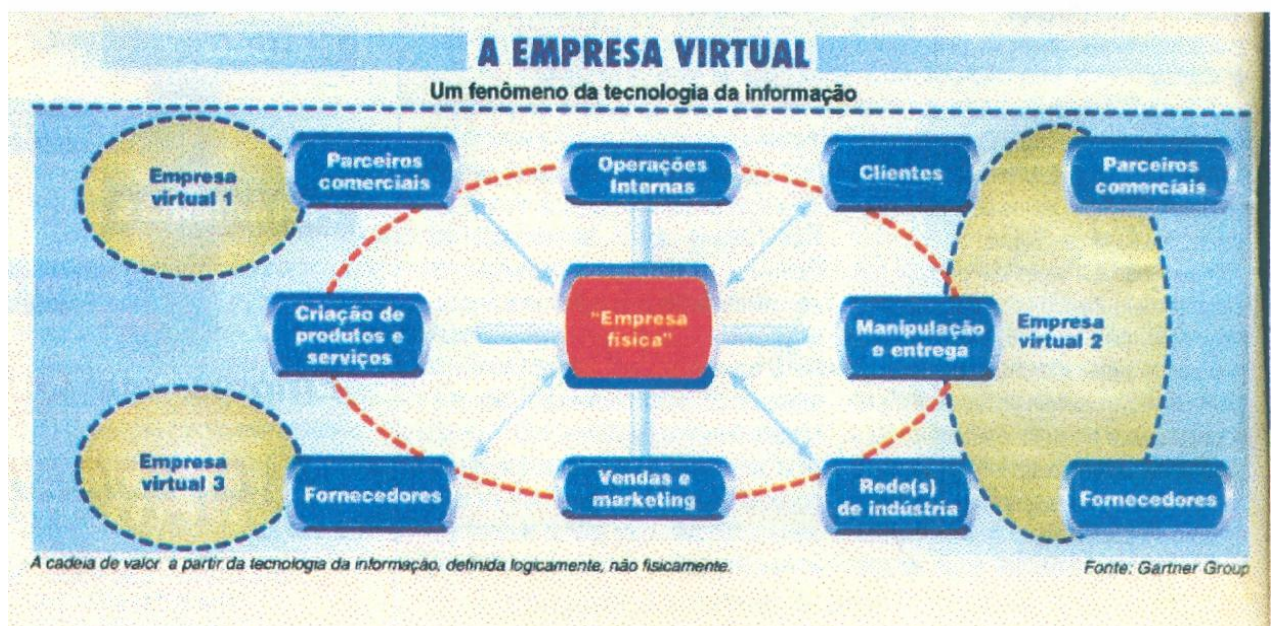 A EMPRESA VIRTUAL
Um fenômeno da tecnologia da informação
Empresa
virtual 1
Parceiros
comerciais
Operações
Internas
Clientes
Parceiros
comerciais
Criação de
produtos e
serviços
"Empresa
física"
Manipulação
e entrega
Empresa
virtual 2
Empresa
virtual 3
Fornecedores
Vendas e
marketing
Rede(s)
de indústria
Fornecedores
A cadeia de valor a partir da tecnologia da informação, definida logicamente, não fisicamente.
Fonte: Gartner Group